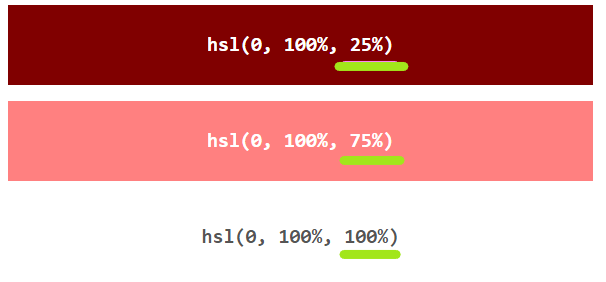 hsl(0, 100%, 25%)
hsl(0, 100%, 75%)
hsl(0, 100%, 100%)